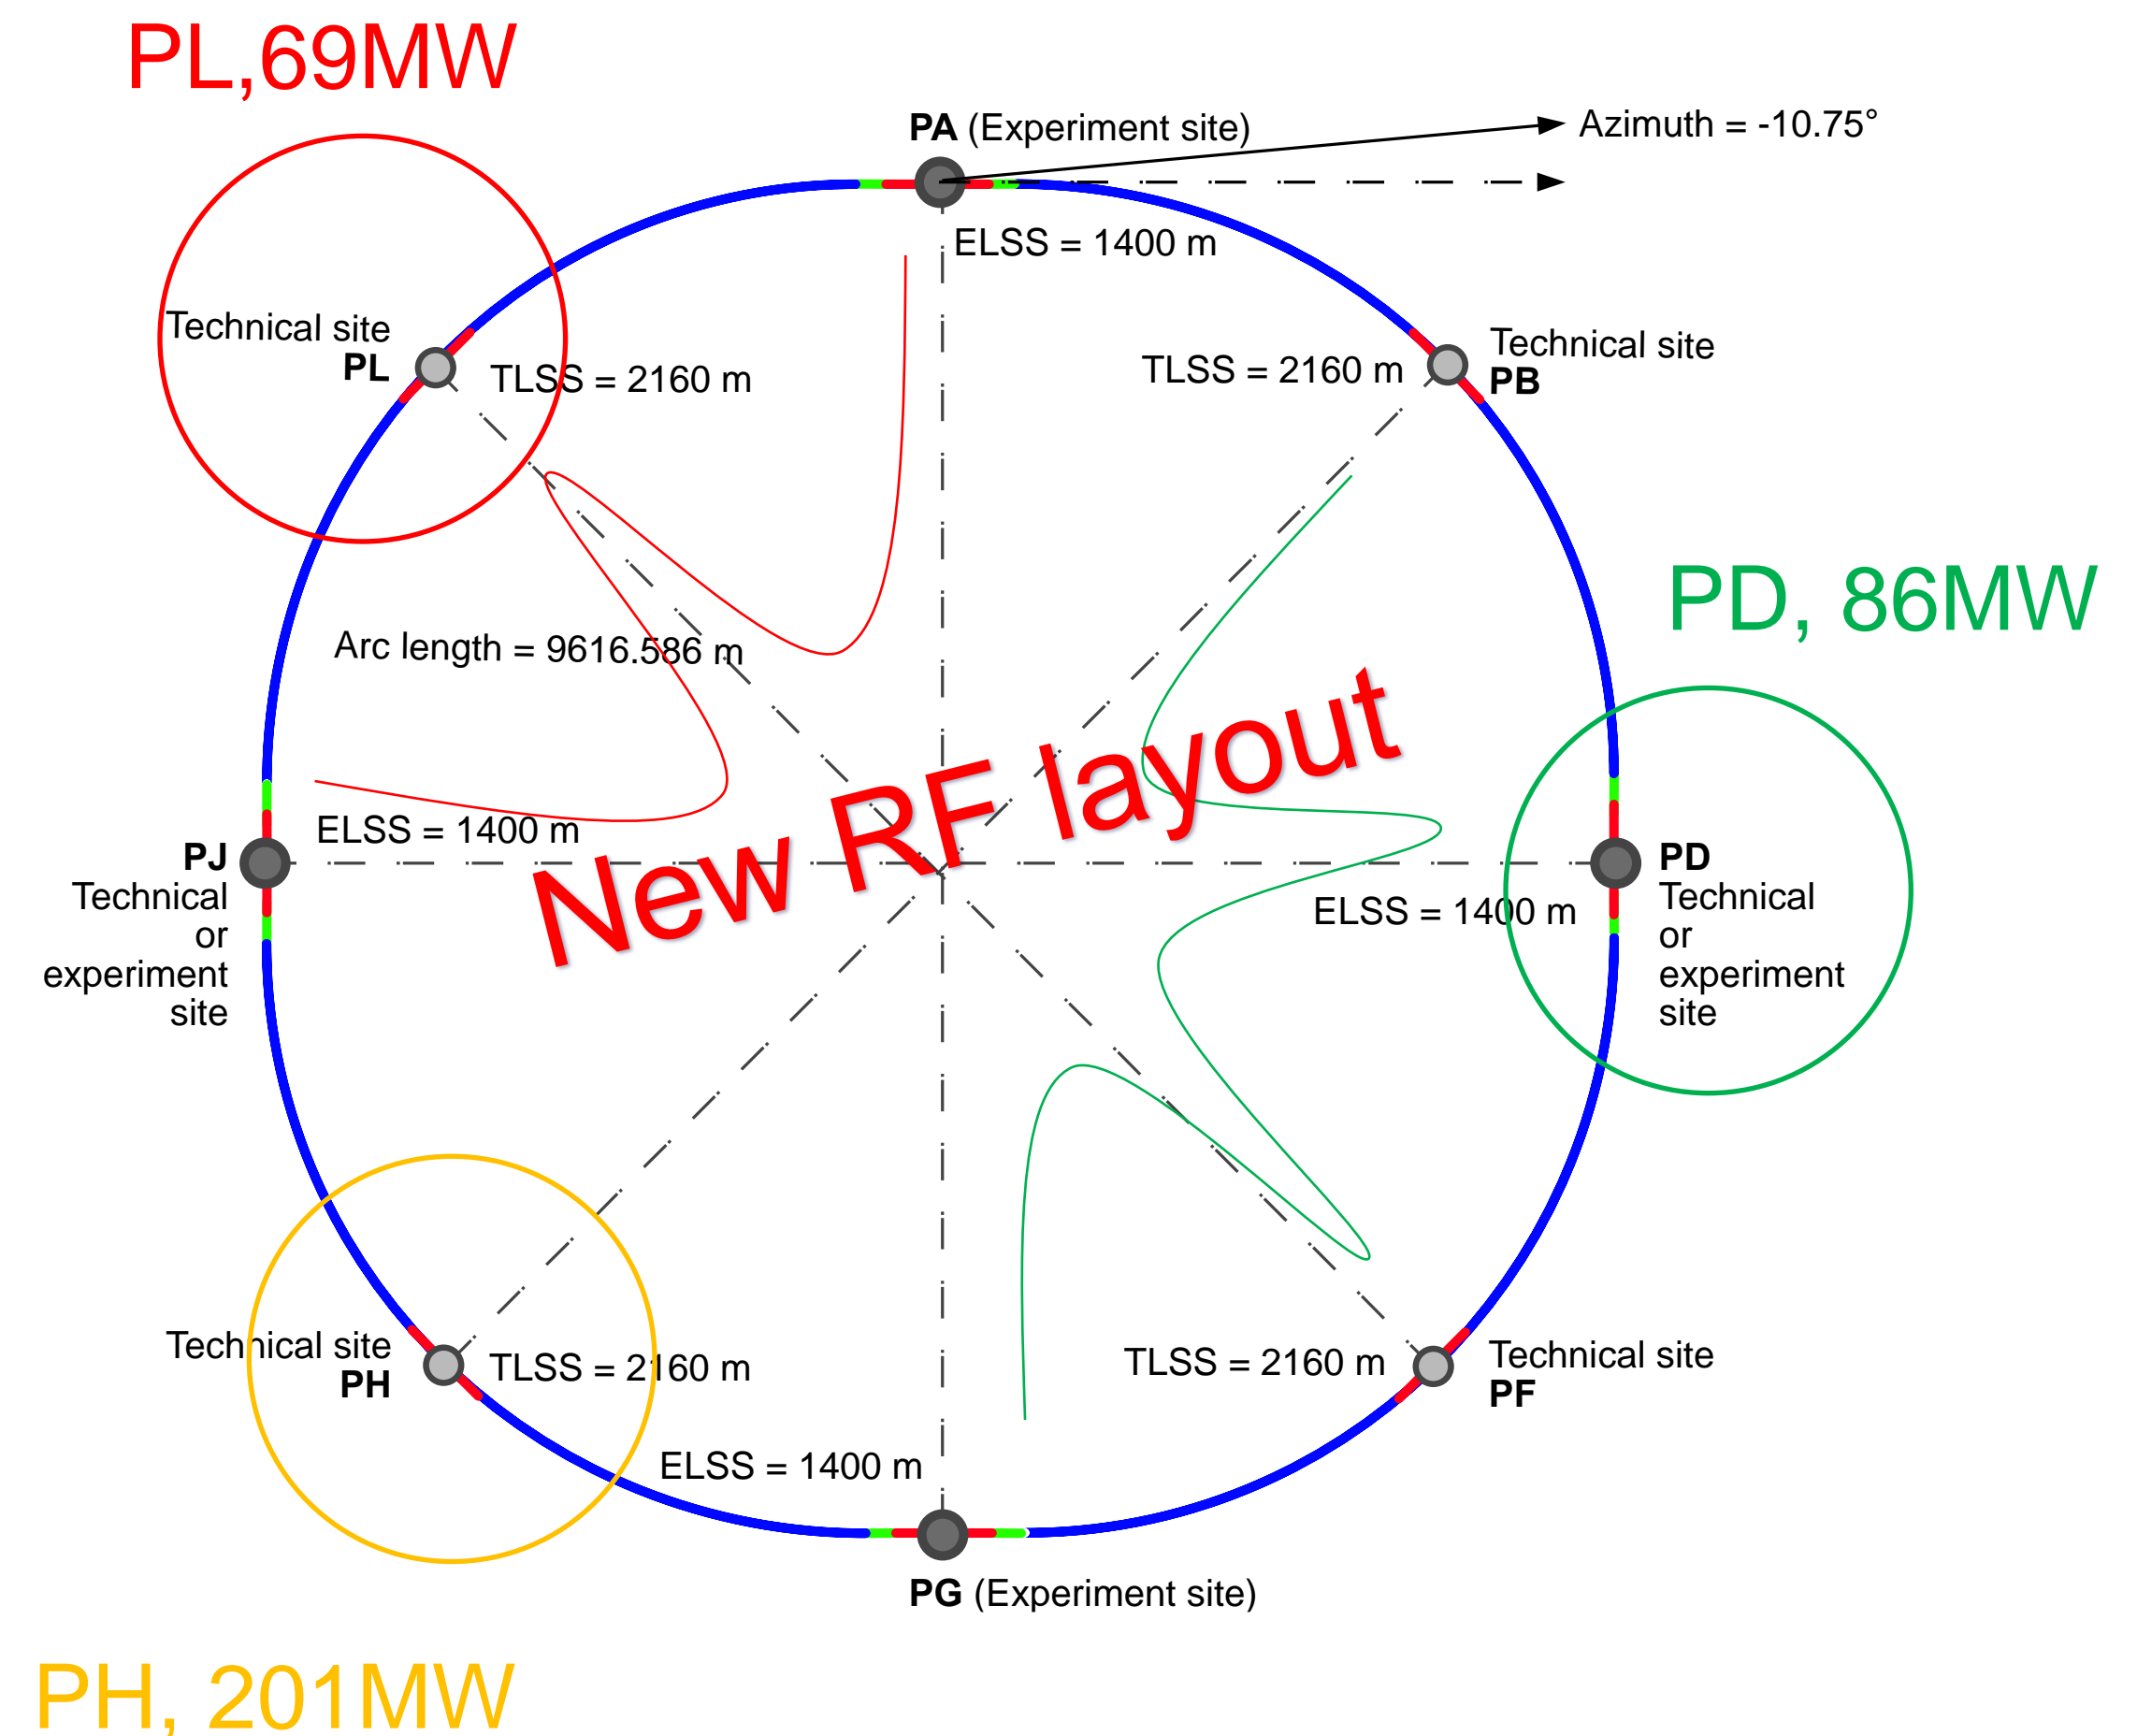 PL,69MW
PA (Experiment site)
Azimuth = -10.75°
ELSS = 1400 m
Technical site
PL
TLSS = 2160 m
TLSS = 2160 m
Technical site
PB
PD, 86MW
Arc length = 9616.586 m
New RF layout
ELSS = 1400 m
PJ
Technical
or
experiment
site
ELSS = 1400 m
PD
Technical
or
experiment
site
Technical site
PH
TLSS = 2160 m
TLSS = 2160 m
Technical site
PF
ELSS = 1400 m
PG (Experiment site)
PH, 201MW